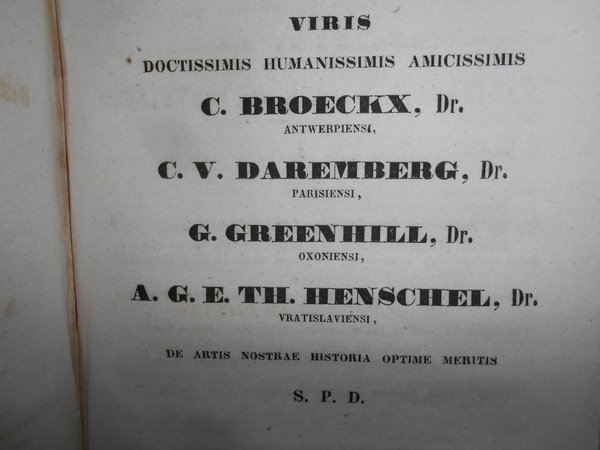 VIRIS
DOCTISSIMIS HUMANISSIMIS AMICISSIMIS
C. BROECKX, Dr.
ANTWERPIENSI,
C. V. DAREMBERG, Dr.
PARISIENSI,
G. GREENHILL, Dr.
OXONIENSI,
A. G. E. TH. HENSCHEL, Dr.
VRATISLAVIENSI,
DE ARTIS NOSTRAE HISTORIA OPTIME MERITIS
S. P. D.